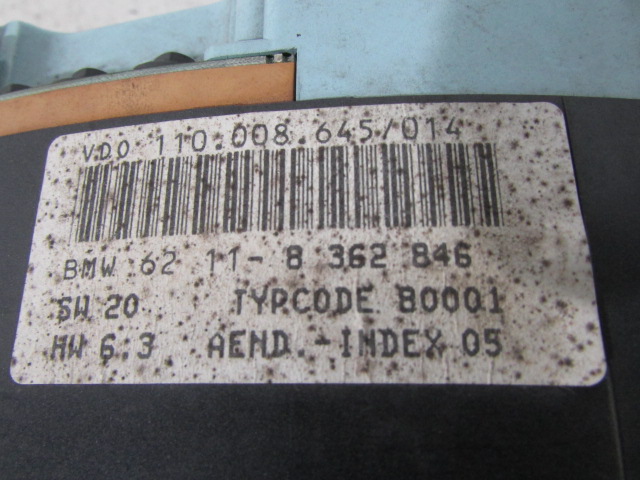 VDO 110.008.645/014
BMW 62 11- 8 362 846
SW 20 TYPCODE 80001
HW 6.3 AEND.-INDEX 05